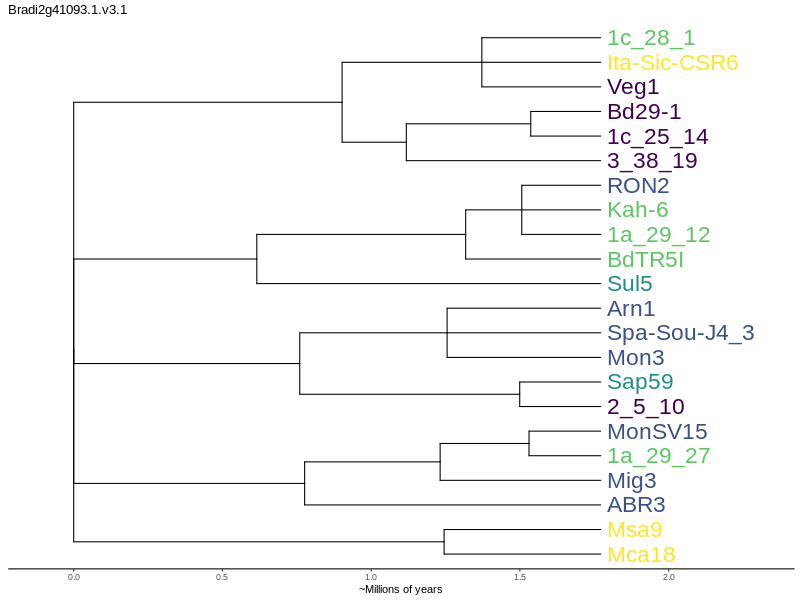 Bradi2g41093.1.v3.1
1c_28_1
Ita-Sic-CSR6
Veg1
Bd29-1
1c_25_14
3_38_19
RON2
Kah-6
1a_29_12
BdTR5I
Sul5
Arn1
Spa-Sou-J4_3
Mon3
Sap59
2_5_10
MonSV15
1a_29_27
Mig3
ABR3
Msa9
Mca18
0.0 0.5 1.0 1.5 2.0
~Millions of years